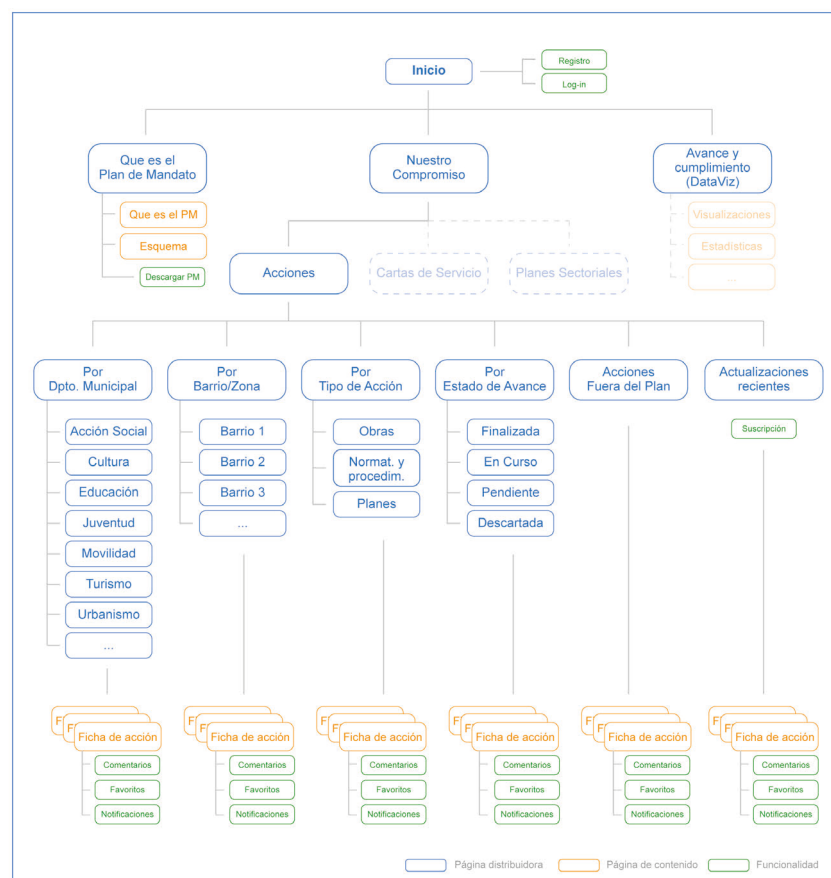 Inicio
Registro
Log-in
Que es el
Plan de Mandato
Nuestro
Compromiso
Avance y
cumplimiento
(DataViz)
Que es el PM
Esquema
Descargar PM
Visualizaciones
Estadísticas
...
Acciones
Cartas de Servicio
Planes Sectoriales
Por
Dpto. Municipal
Por
Barrio/Zona
Por
Tipo de Acción
Por
Estado de Avance
Acciones
Fuera del Plan
Actualizaciones
recientes
Acción Social
Cultura
Educación
Juventud
Movilidad
Turismo
Urbanismo
...
Barrio 1
Barrio 2
Barrio 3
...
Obras
Normat. y
procedim.
Planes
Finalizada
En Curso
Pendiente
Descartada
Suscripción
F
F
Ficha de acción
Comentarios
Favoritos
Notificaciones
F
F
Ficha de acción
Comentarios
Favoritos
Notificaciones
F
F
Ficha de acción
Comentarios
Favoritos
Notificaciones
F
F
Ficha de acción
Comentarios
Favoritos
Notificaciones
F
F
Ficha de acción
Comentarios
Favoritos
Notificaciones
F
F
Ficha de acción
Comentarios
Favoritos
Notificaciones
Página distribuidora
Página de contenido
Funcionalidad